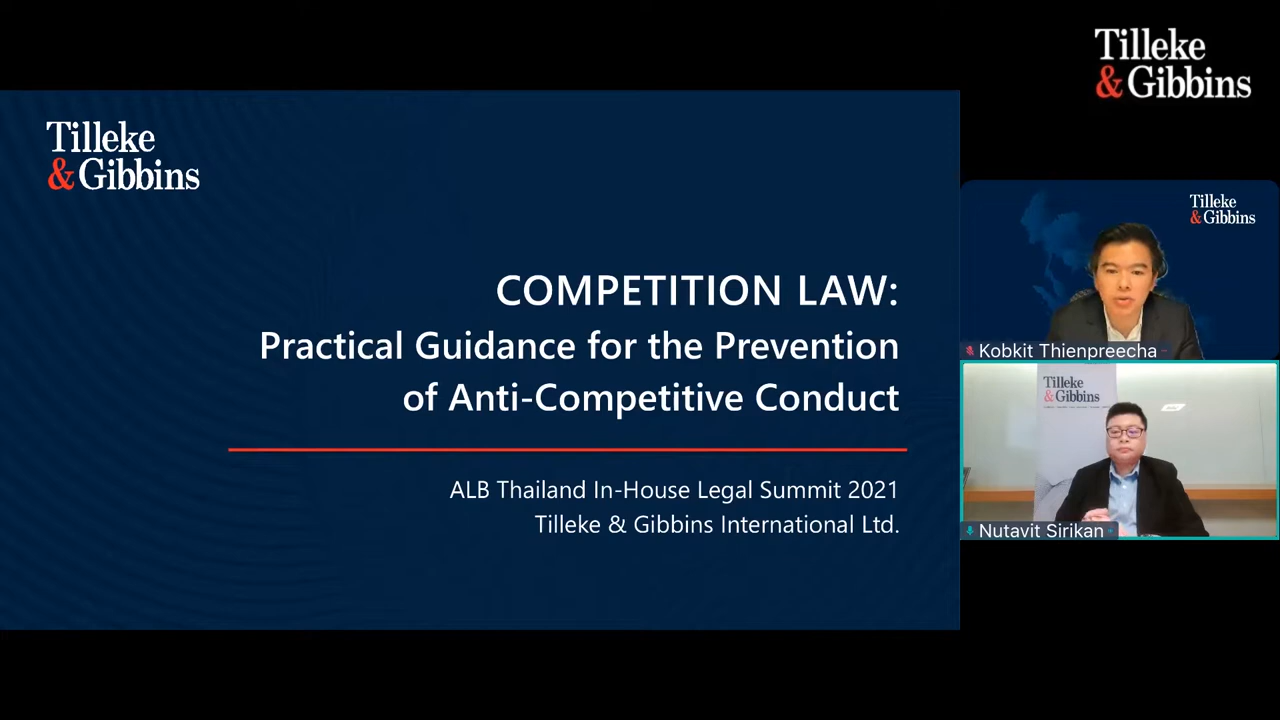 Tilleke
& Gibbins
Tilleke
& Gibbins
COMPETITION LAW:
Practical Guidance for the Prevention
of Anti-Competitive Conduct
ALB Thailand In-House Legal Summit 2021
Tilleke & Gibbins International Ltd.
Tilleke
& Gibbins
Kobkit Thienpreecha
Tilleke
& Gibbins
Nutavit Sirikan